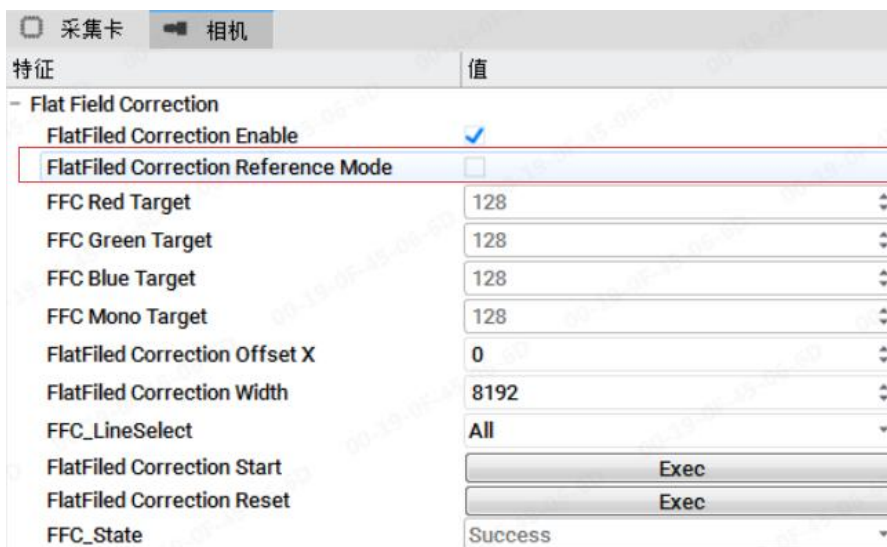 采集卡 相机
特征 值
Flat Field Correction
FlatFiled Correction Enable
FlatFiled Correction Reference Mode
FFC Red Target 128
FFC Green Target 128
FFC Blue Target 128
FFC Mono Target 128
FlatFiled Correction Offset X 0
FlatFiled Correction Width 8192
FFC_LineSelect All
FlatFiled Correction Start Exec
FlatFiled Correction Reset Exec
FFC_State Success